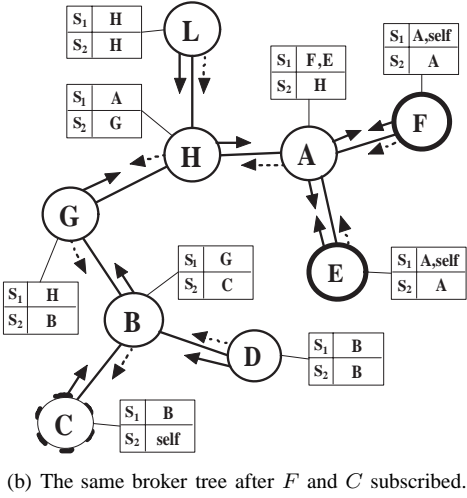 S1 H
S2 H
L
S1 A,self
S2 A
S1 F,E
S2 H
F
S1 A
S2 G
H
A
G
E
S1 A,self
S2 A
S1 G
S2 C
S1 H
S2 B
B
D
S1 B
S2 B
C
S1 B
S2 self
(b) The same broker tree after F and C subscribed.